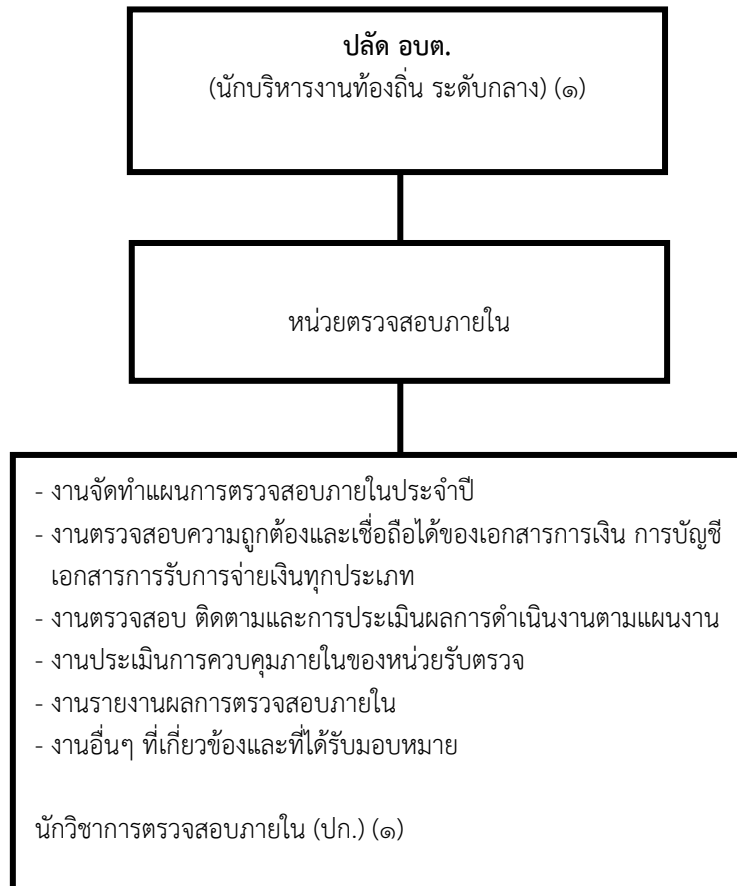 ปลัด อบต.
(นักบริหารงานท้องถิ่น ระดับกลาง) (๑)
หน่วยตรวจสอบภายใน
- งานจัดทำแผนการตรวจสอบภายในประจำปี
- งานตรวจสอบความถูกต้องและเชื่อถือได้ของเอกสารการเงิน การบัญชี
เอกสารการรับการจ่ายเงินทุกประเภท
- งานตรวจสอบ ติดตามและการประเมินผลการดำเนินงานตามแผนงาน
- งานประเมินการควบคุมภายในของหน่วยรับตรวจ
- งานรายงานผลการตรวจสอบภายใน
- งานอื่นๆ ที่เกี่ยวข้องและที่ได้รับมอบหมาย
นักวิชาการตรวจสอบภายใน (ปก.) (๑)